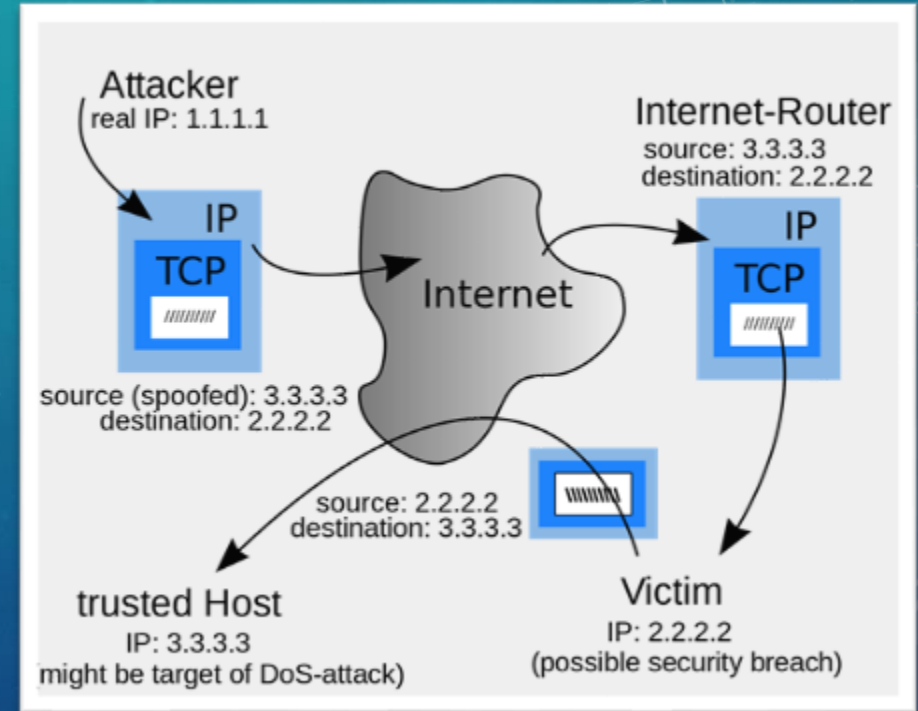 Attacker
real IP: 1.1.1.1
Internet-Router
source: 3.3.3.3
destination: 2.2.2.2
IP
TCP
Internet
IP
TCP
source (spoofed): 3.3.3.3
destination: 2.2.2.2
source: 2.2.2.2
destination: 3.3.3.3
trusted Host
IP: 3.3.3.3
might be target of DoS-attack)
Victim
IP: 2.2.2.2
(possible security breach)